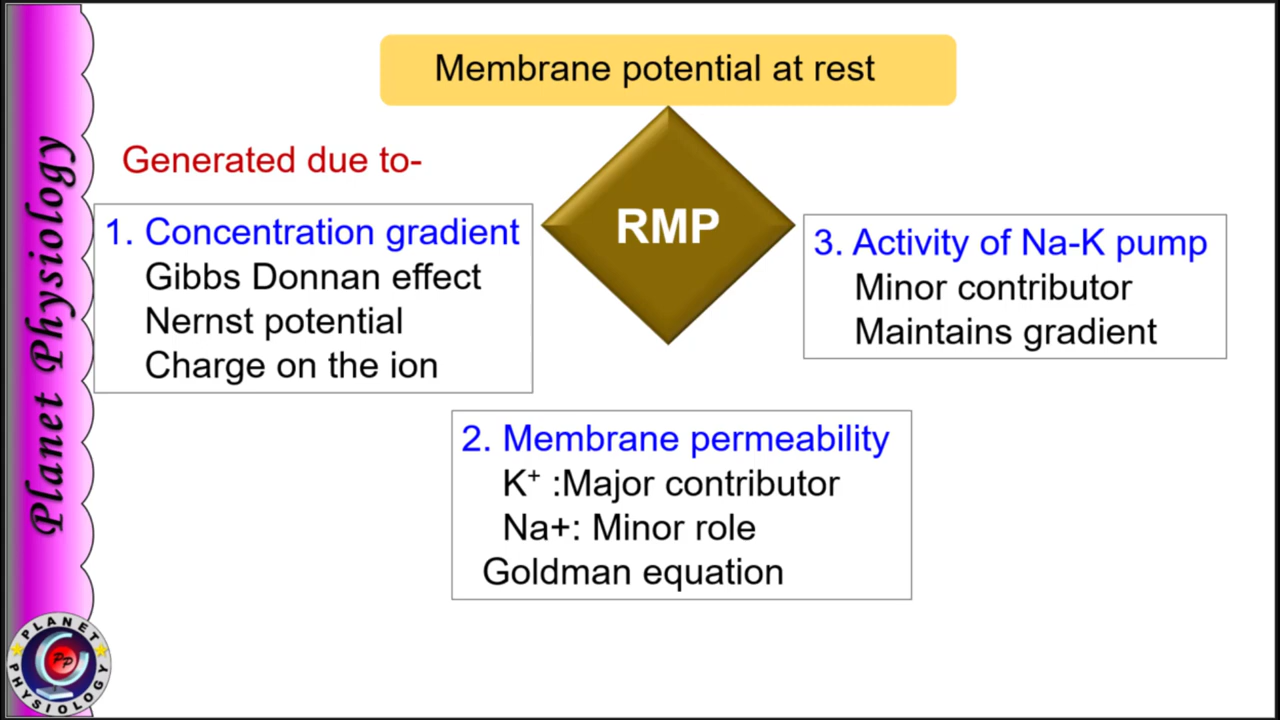 Membrane potential at rest
Generated due to-
RMP
1. Concentration gradient
Gibbs Donnan effect
Nernst potential
Charge on the ion
3. Activity of Na-K pump
Minor contributor
Maintains gradient
2. Membrane permeability
K⁺ :Major contributor
Na+: Minor role
Goldman equation
Planet Physiology
PLANET
PP
PHYSIOLOGY